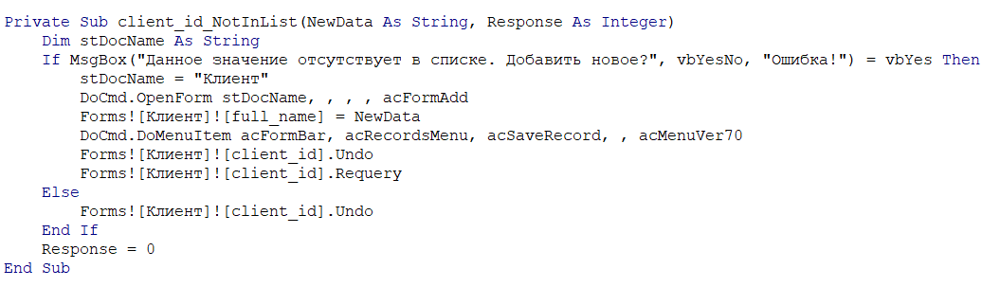 Private Sub client_id_NotInList(NewData As String, Response As Integer)
    Dim stDocName As String
    If MsgBox("Данное значение отсутствует в списке. Добавить новое?", vbYesNo, "Ошибка!") = vbYes Then
        stDocName = "Клиент"
        DoCmd.OpenForm stDocName, , , , acFormAdd
        Forms![Клиент]![full_name] = NewData
        DoCmd.DoMenuItem acFormBar, acRecordsMenu, acSaveRecord, , acMenuVer70
        Forms![Клиент]![client_id].Undo
        Forms![Клиент]![client_id].Requery
    Else
        Forms![Клиент]![client_id].Undo
    End If
    Response = 0
End Sub